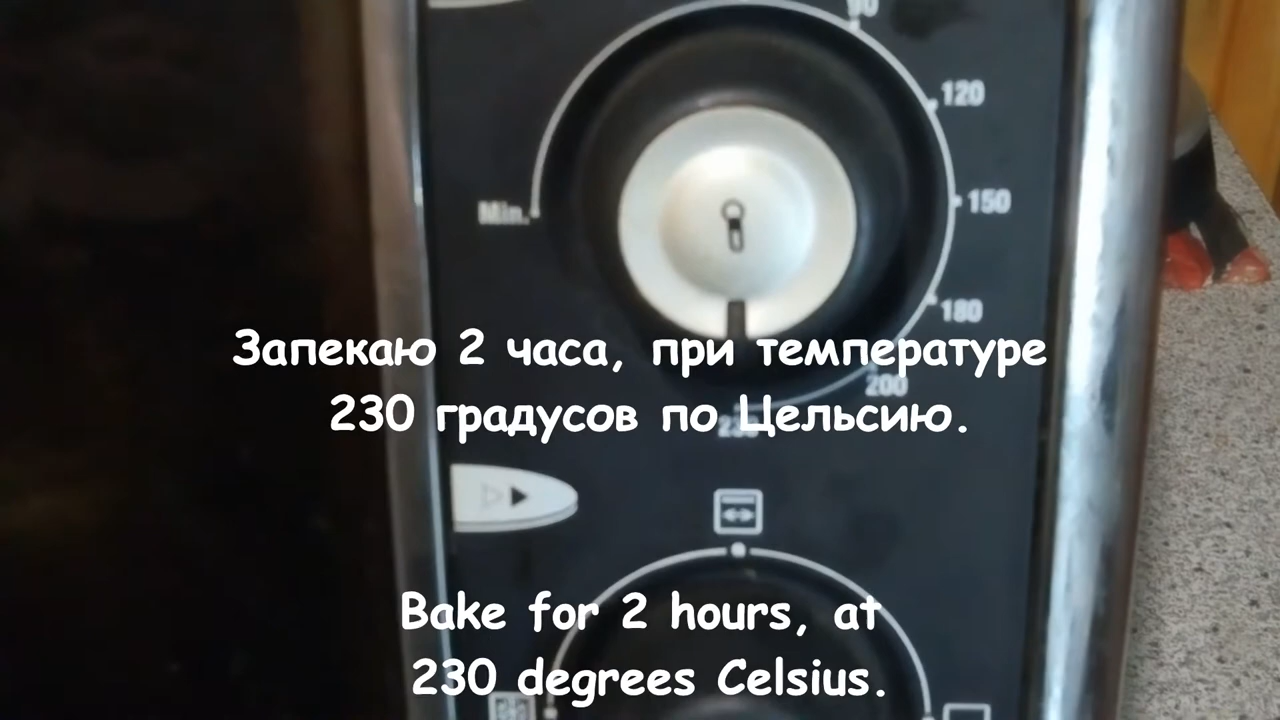 90
120
150
Min.
180
Запекаю 2 часа, при температуре
200
230 градусов по Цельсию.
230
Bake for 2 hours, at
230 degrees Celsius.